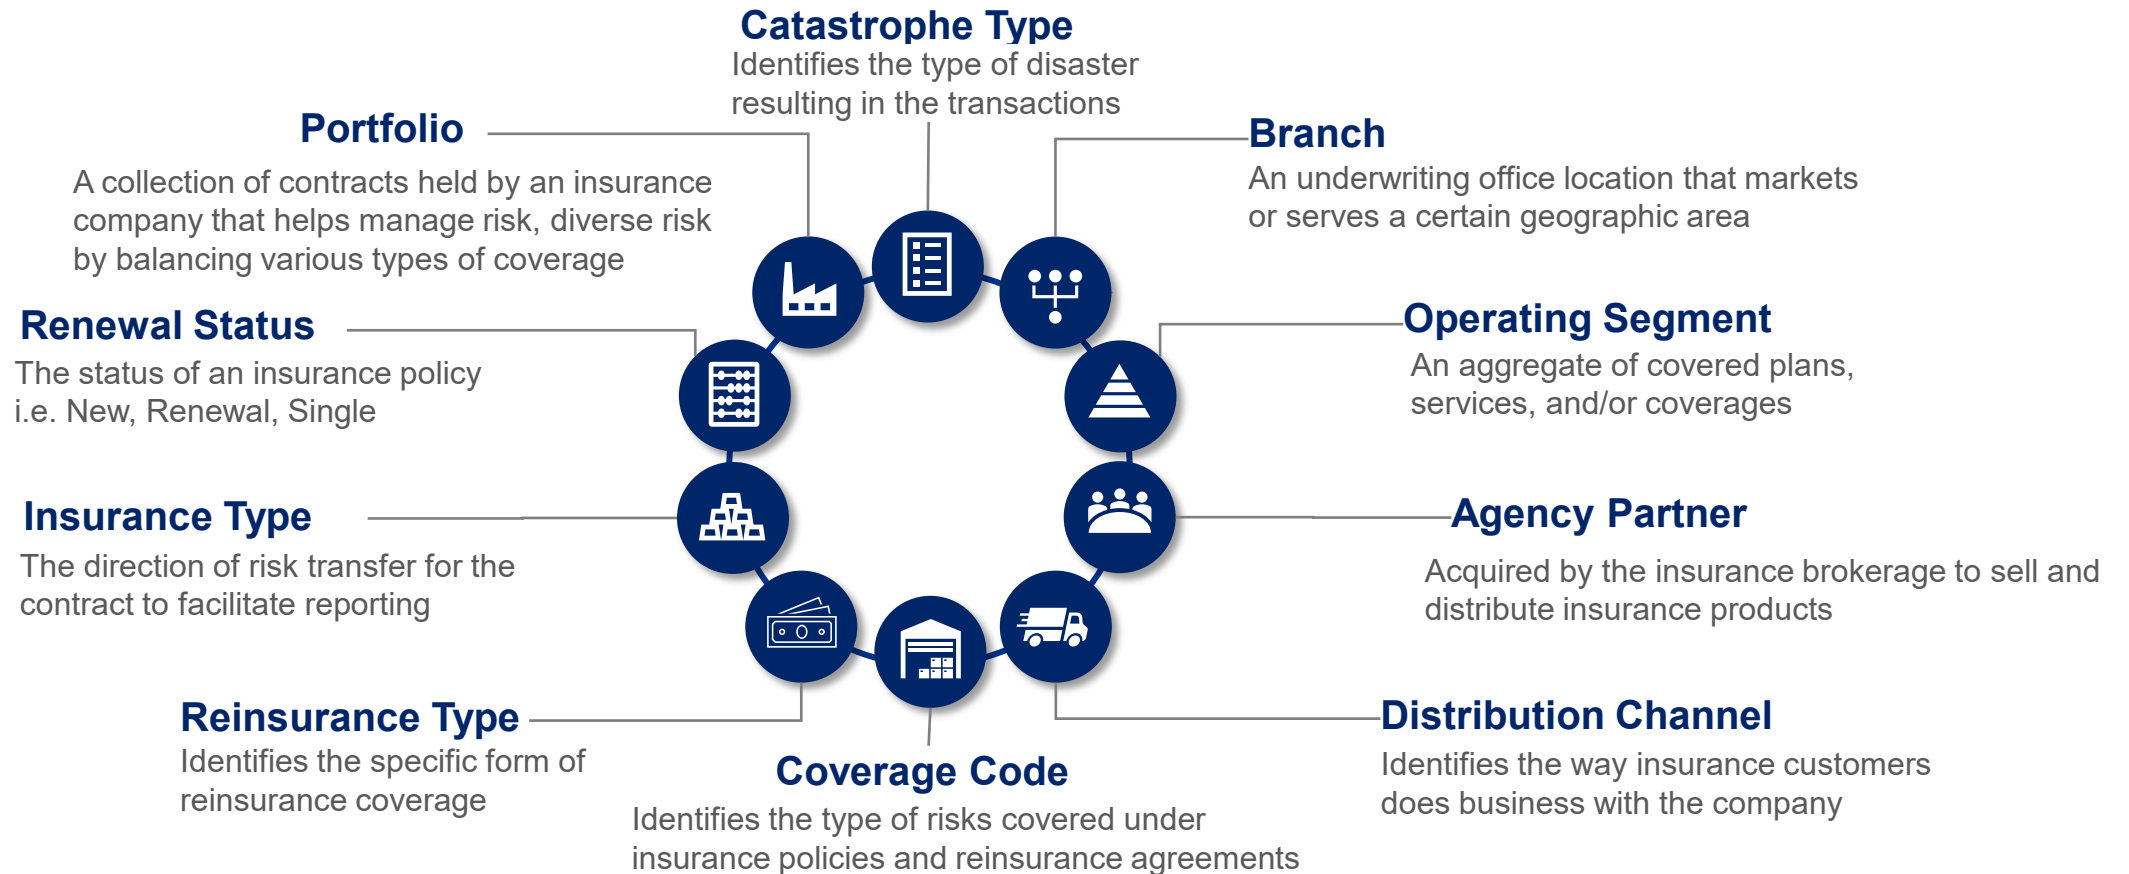 Catastrophe Type
Identifies the type of disaster
resulting in the transactions
Portfolio
A collection of contracts held by an insurance
company that helps manage risk, diverse risk
by balancing various types of coverage
Branch
An underwriting office location that markets
or serves a certain geographic area
Renewal Status
The status of an insurance policy
i.e. New, Renewal, Single
Operating Segment
An aggregate of covered plans,
services, and/or coverages
Insurance Type
The direction of risk transfer for the
contract to facilitate reporting
Agency Partner
Acquired by the insurance brokerage to sell and
distribute insurance products
Reinsurance Type
Identifies the specific form of
reinsurance coverage
Coverage Code
Identifies the type of risks covered under
insurance policies and reinsurance agreements
Distribution Channel
Identifies the way insurance customers
does business with the company